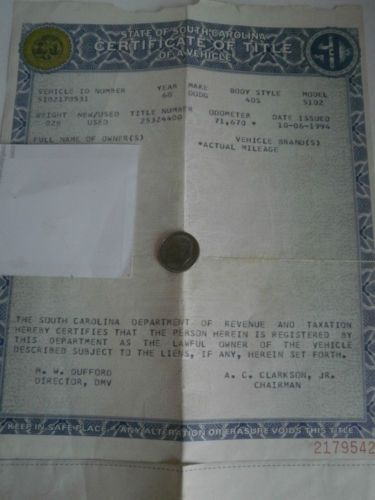 STATE OF SOUTH CAROLINA
CERTIFICATE OF TITLE
OF A VEHICLE
VEHICLE ID NUMBER YEAR MAKE BODY STYLE MODEL
5102178531 60 DODG 4DS 5102
WEIGHT NEW/USED TITLE NUMBER ODOMETER DATE ISSUED
028 USED 25324400 71,670 * 10-06-1994
FULL NAME OF OWNER(S) VEHICLE BRAND(S)
*ACTUAL MILEAGE
THE SOUTH CAROLINA DEPARTMENT OF REVENUE AND TAXATION
HEREBY CERTIFIES THAT THE PERSON HEREIN IS REGISTERED BY
THIS DEPARTMENT AS THE LAWFUL OWNER OF THE VEHICLE
DESCRIBED SUBJECT TO THE LIENS, IF ANY, HEREIN SET FORTH.
M. W. DUFFORD A. C. CLARKSON, JR.
DIRECTOR, DMV CHAIRMAN
KEEP IN SAFE PLACE - ANY ALTERATION OR ERASURE VOIDS THIS TITLE
2179542